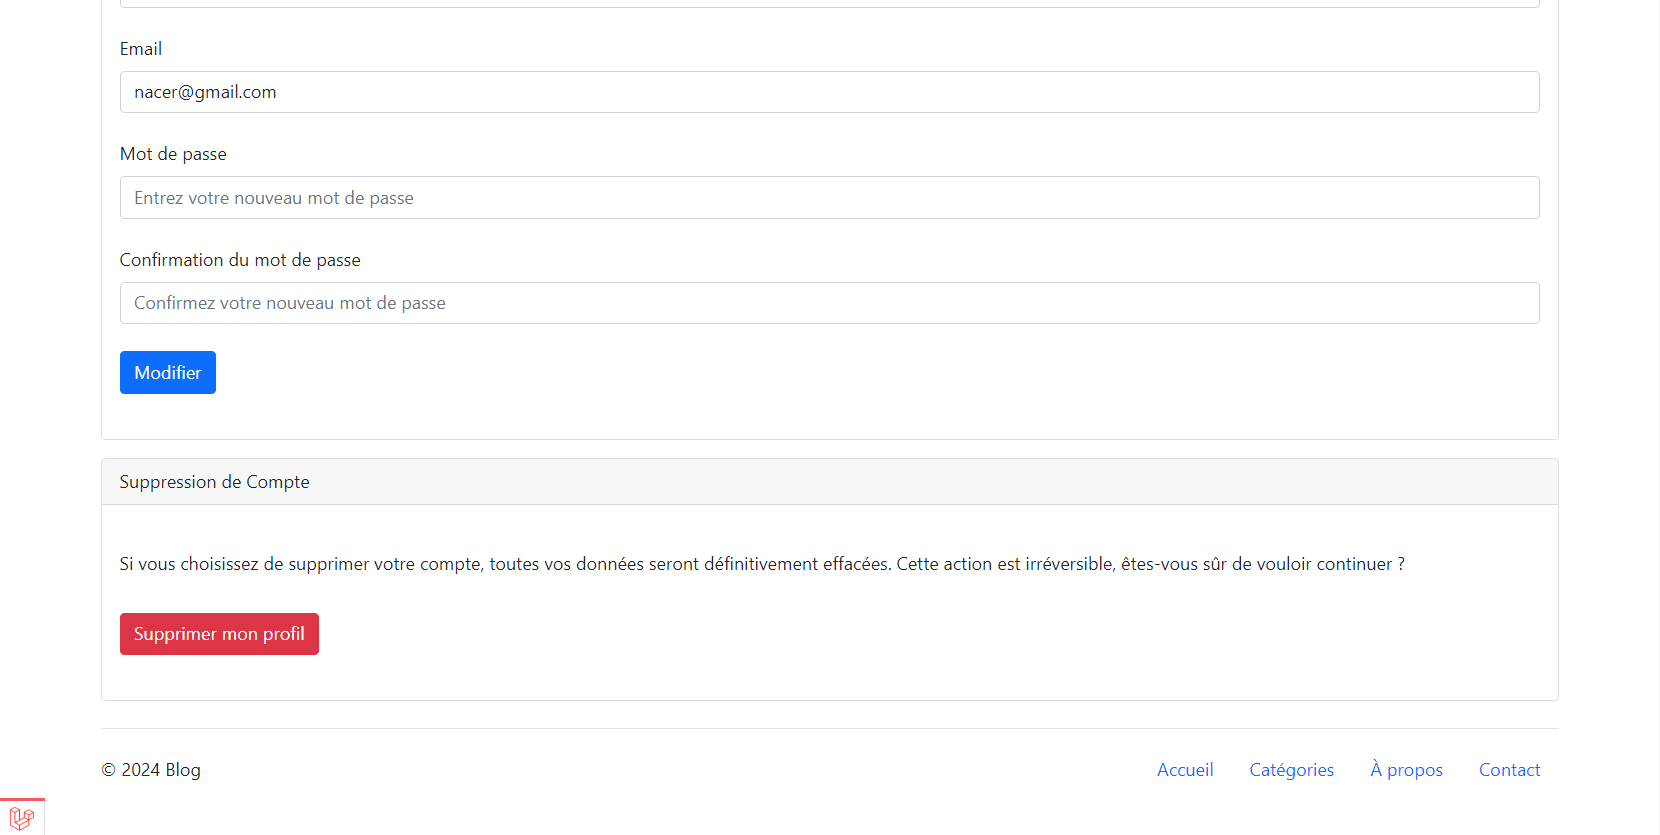 Email
nacer@gmail.com
Mot de passe
Entrez votre nouveau mot de passe
Confirmation du mot de passe
Confirmez votre nouveau mot de passe
Modifier
Suppression de Compte
Si vous choisissez de supprimer votre compte, toutes vos données seront définitivement effacées. Cette action est irréversible, êtes-vous sûr de vouloir continuer ?
Supprimer mon profil
© 2024 Blog
Accueil
Catégories
À propos
Contact